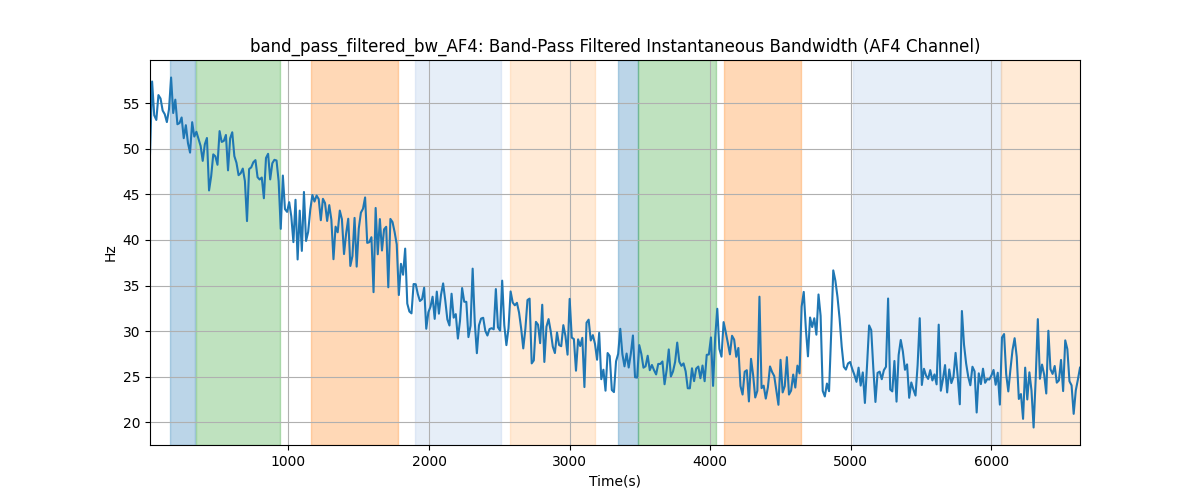 band_pass_filtered_bw_AF4: Band-Pass Filtered Instantaneous Bandwidth (AF4 Channel)
55
50
45
40
35
30
25
20
Hz
1000 2000 3000 4000 5000 6000
Time(s)